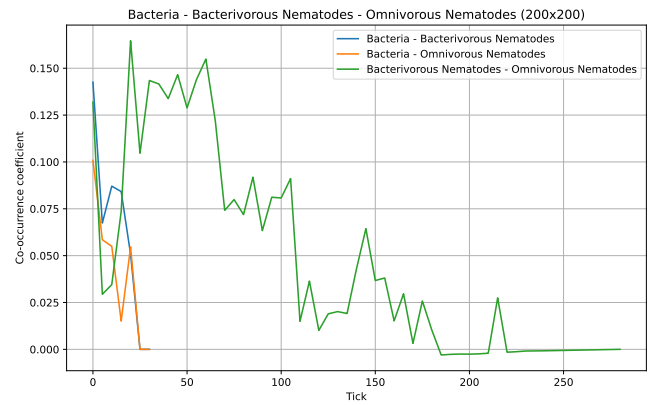 Bacteria - Bacterivorous Nematodes - Omnivorous Nematodes (200x200)
Bacteria - Bacterivorous Nematodes
Bacteria - Omnivorous Nematodes
Bacterivorous Nematodes - Omnivorous Nematodes
Co-occurrence coefficient
0.150
0.125
0.100
0.075
0.050
0.025
0.000
0 50 100 150 200 250
Tick